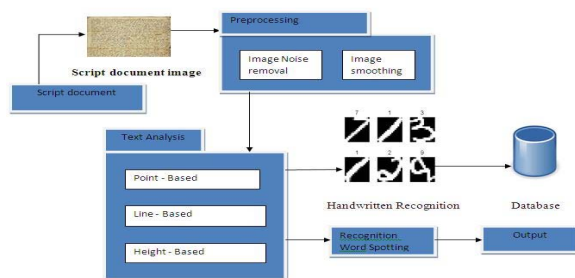 Preprocessing
Image Noise
removal
Image
smoothing
Script document image
Script document
Text Analysis
Point - Based
Line - Based
Height - Based
7 1 3
1 2 9
Handwritten Recognition
Database
Recognition
Word Spotting
Output